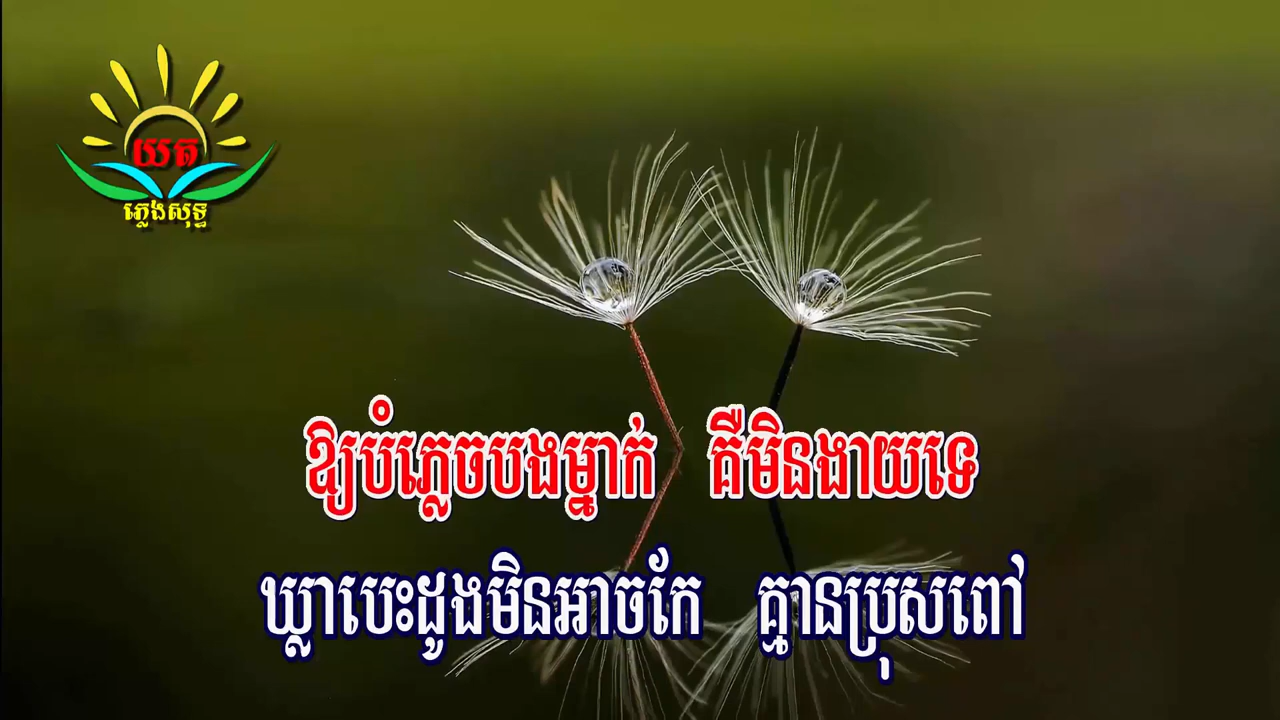 យត
ភ្លេងសុទ្ធ
ឱ្យបំភ្លេចបងម្នាក់ គឺមិនងាយទេ
ឃ្លាបេះដូងមិនអាចកែ គ្មានប្រុសពៅ